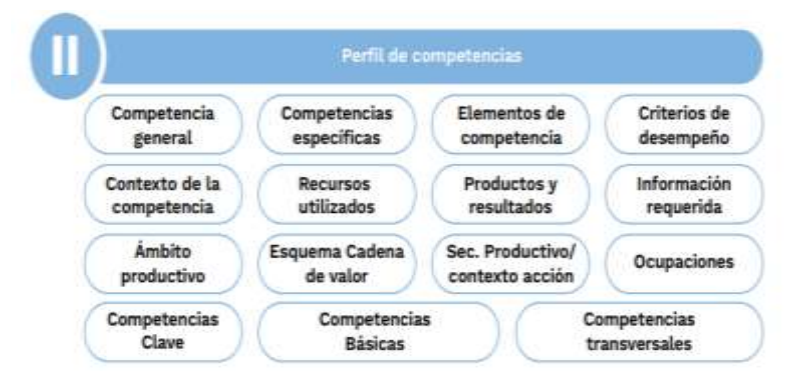 II
Perfil de competencias
Competencia
general
Competencias
específicas
Elementos de
competencia
Criterios de
desempeño
Contexto de la
competencia
Recursos
utilizados
Productos y
resultados
Información
requerida
Ámbito
productivo
Esquema Cadena
de valor
Sec. Productivo/
contexto acción
Ocupaciones
Competencias
Clave
Competencias
Básicas
Competencias
transversales